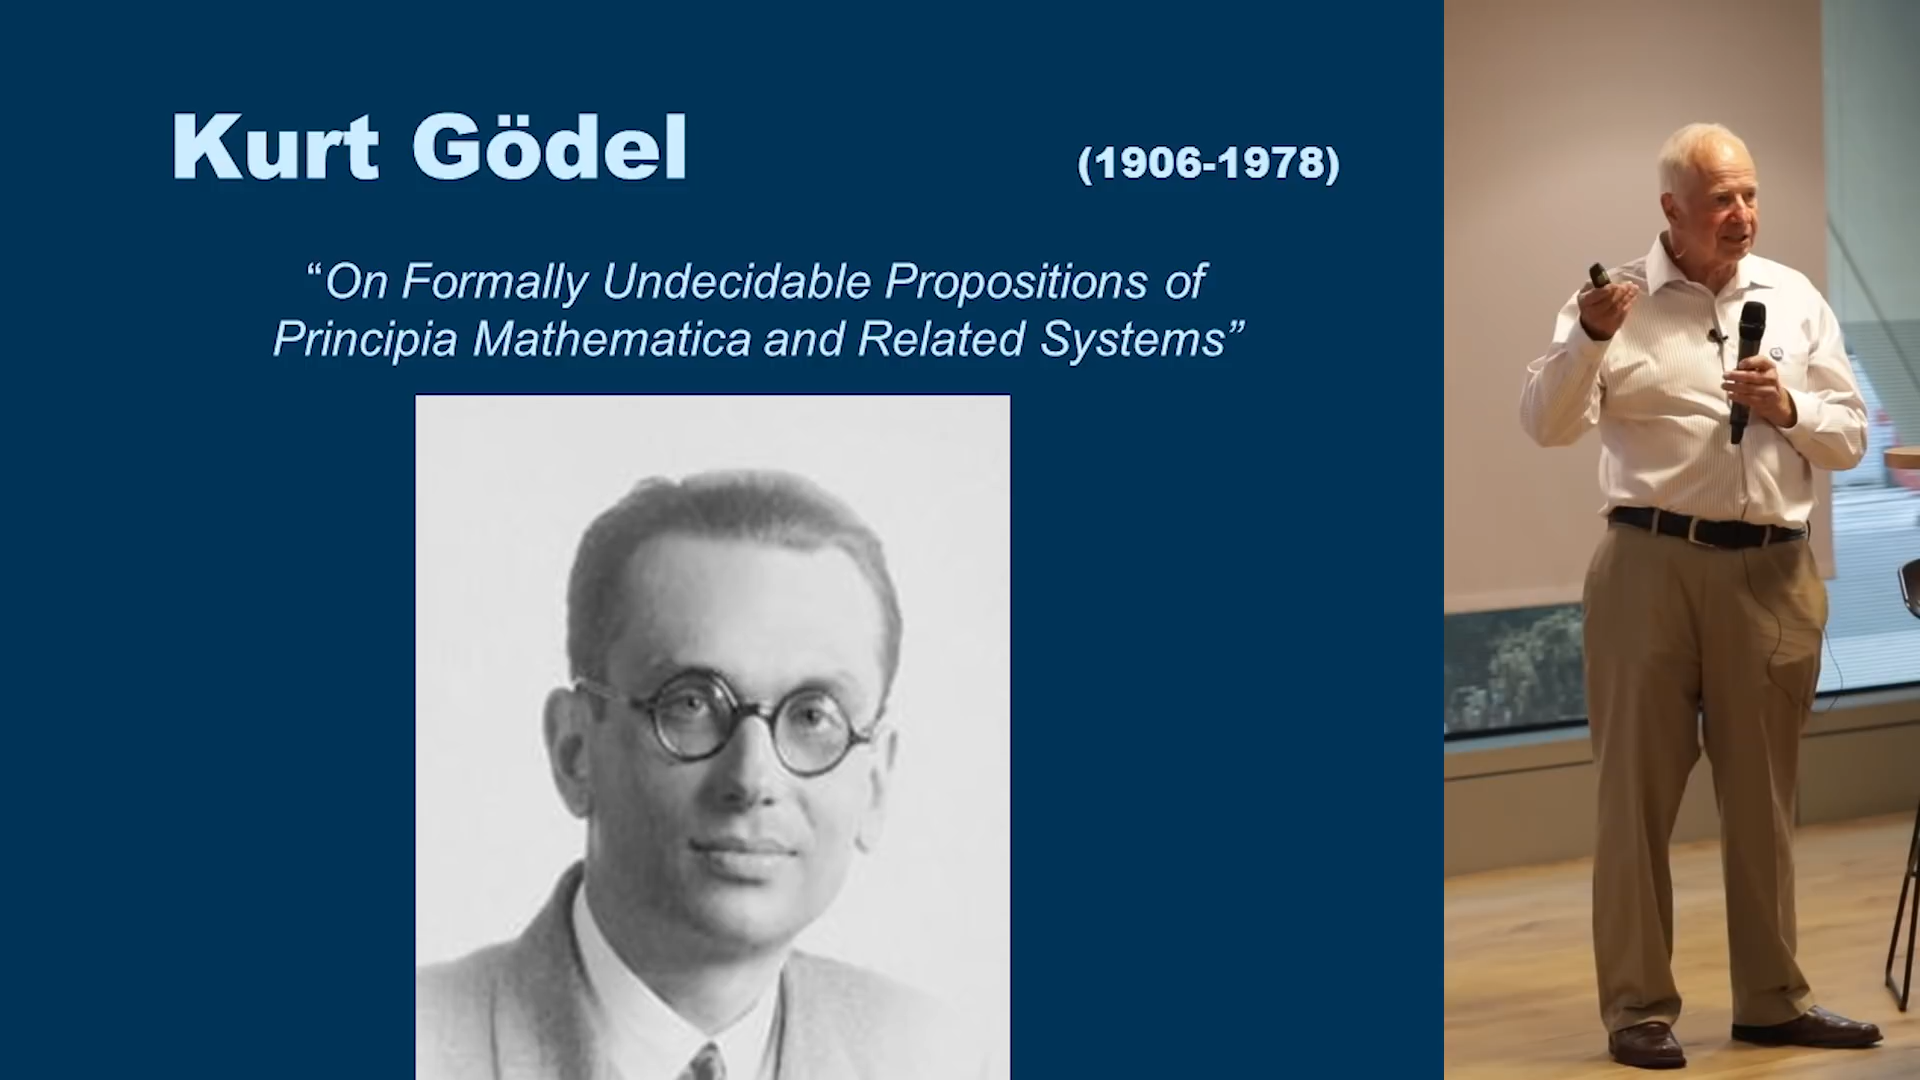 Kurt Gödel (1906-1978)
“On Formally Undecidable Propositions of
Principia Mathematica and Related Systems”